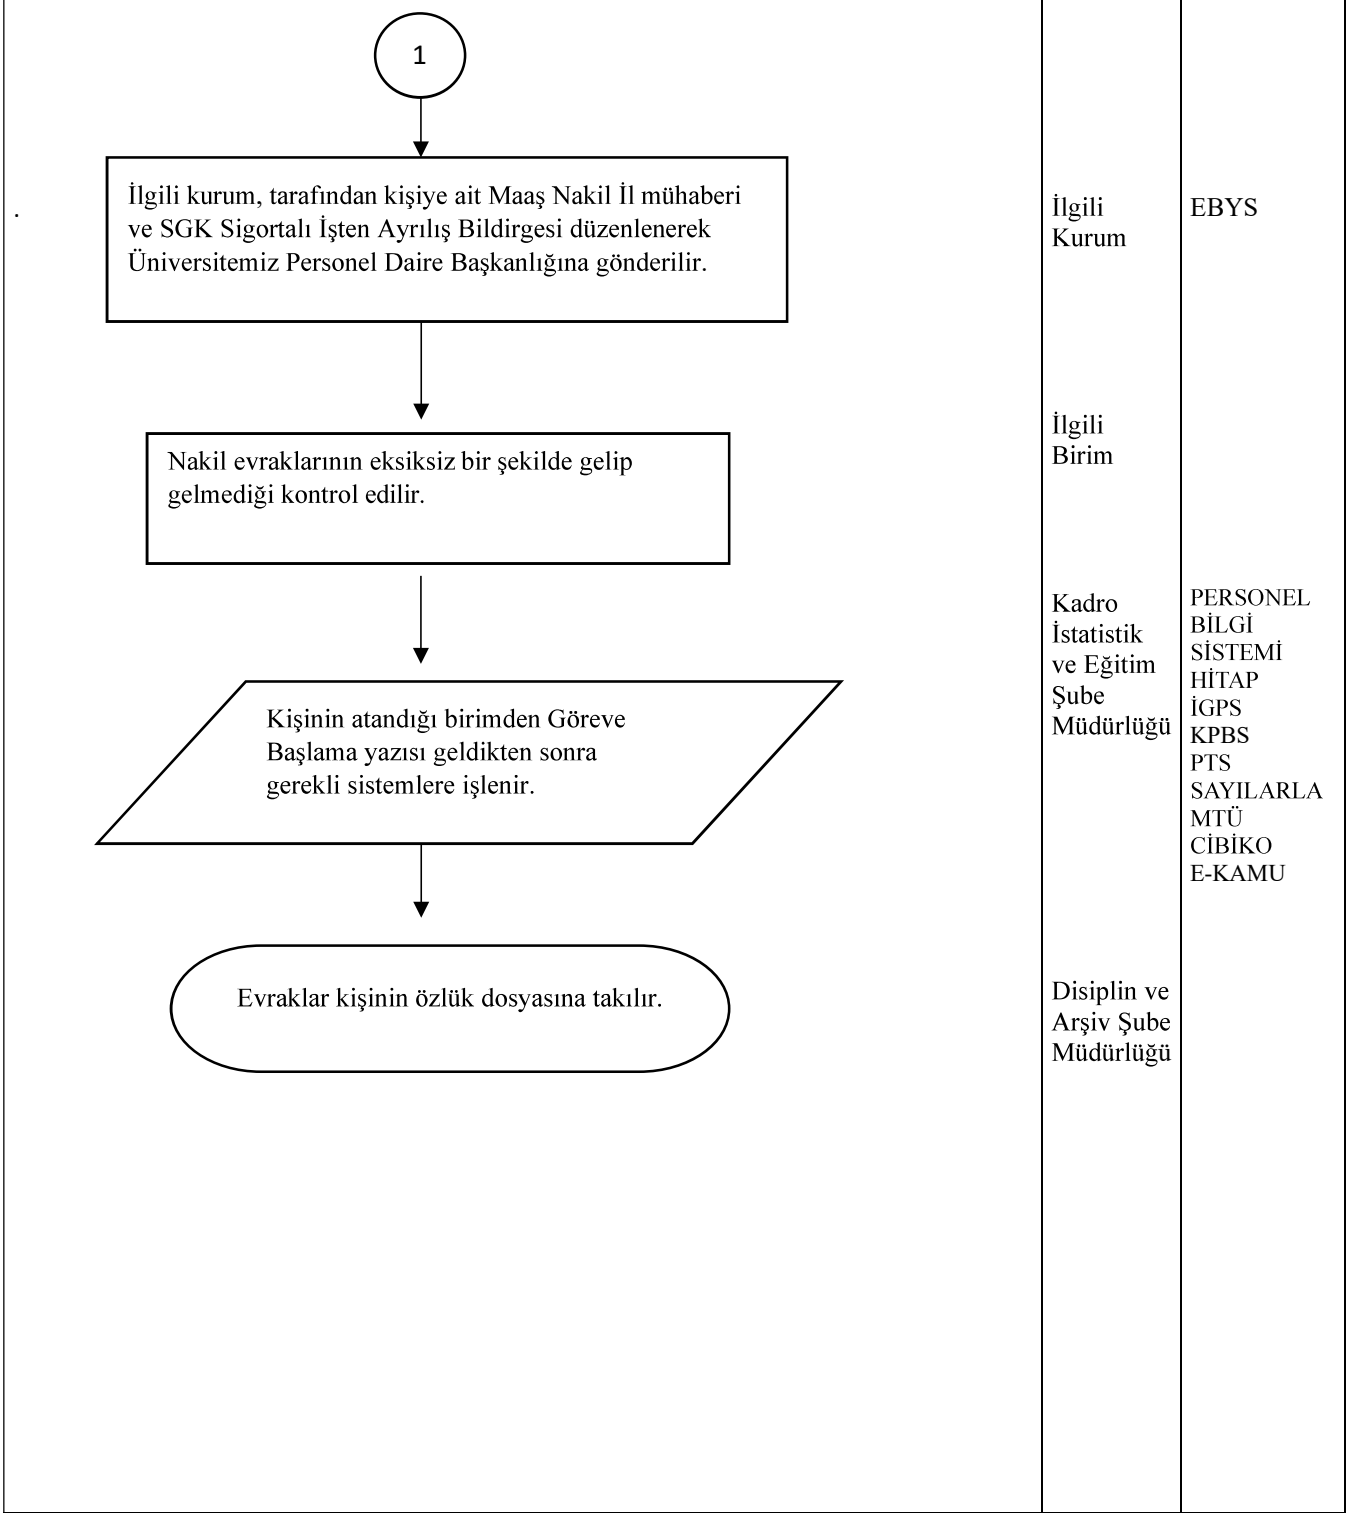 1
İlgili kurum, tarafından kişiye ait Maaş Nakil İl mühaberi
ve SGK Sigortalı İşten Ayrılış Bildirgesi düzenlenerek
Üniversitemiz Personel Daire Başkanlığına gönderilir.
.
İlgili
Kurum
EBYS
Nakil evraklarının eksiksiz bir şekilde gelip
gelmediği kontrol edilir.
İlgili
Birim
Kişinin atandığı birimden Göreve
Başlama yazısı geldikten sonra
gerekli sistemlere işlenir.
Kadro
İstatistik
ve Eğitim
Şube
Müdürlüğü
PERSONEL
BİLGİ
SİSTEMİ
HİTAP
İGPS
KPBS
PTS
SAYILARLA
MTÜ
CİBİKO
E-KAMU
Evraklar kişinin özlük dosyasına takılır.
Disiplin ve
Arşiv Şube
Müdürlüğü